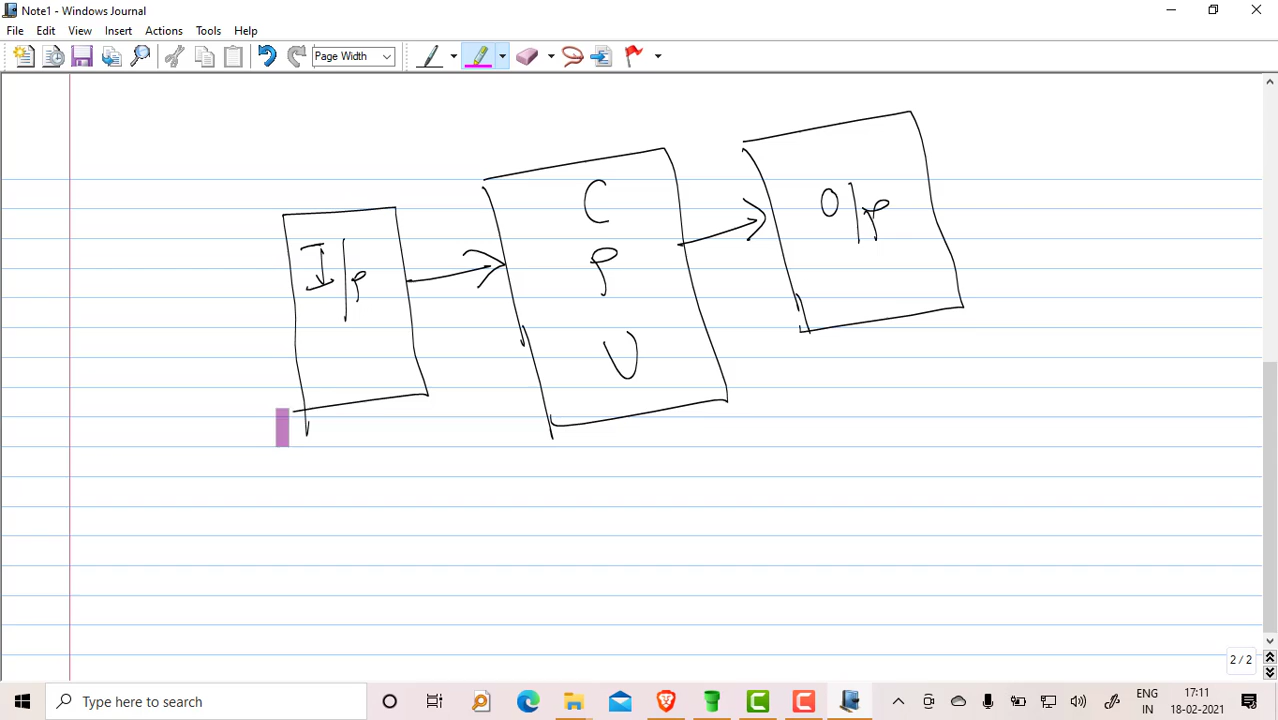 Note1 - Windows Journal
File Edit View Insert Actions Tools Help
Page Width
I|p
C
P
U
O|p
2 / 2
Type here to search
ENG
IN
17:11
18-02-2021